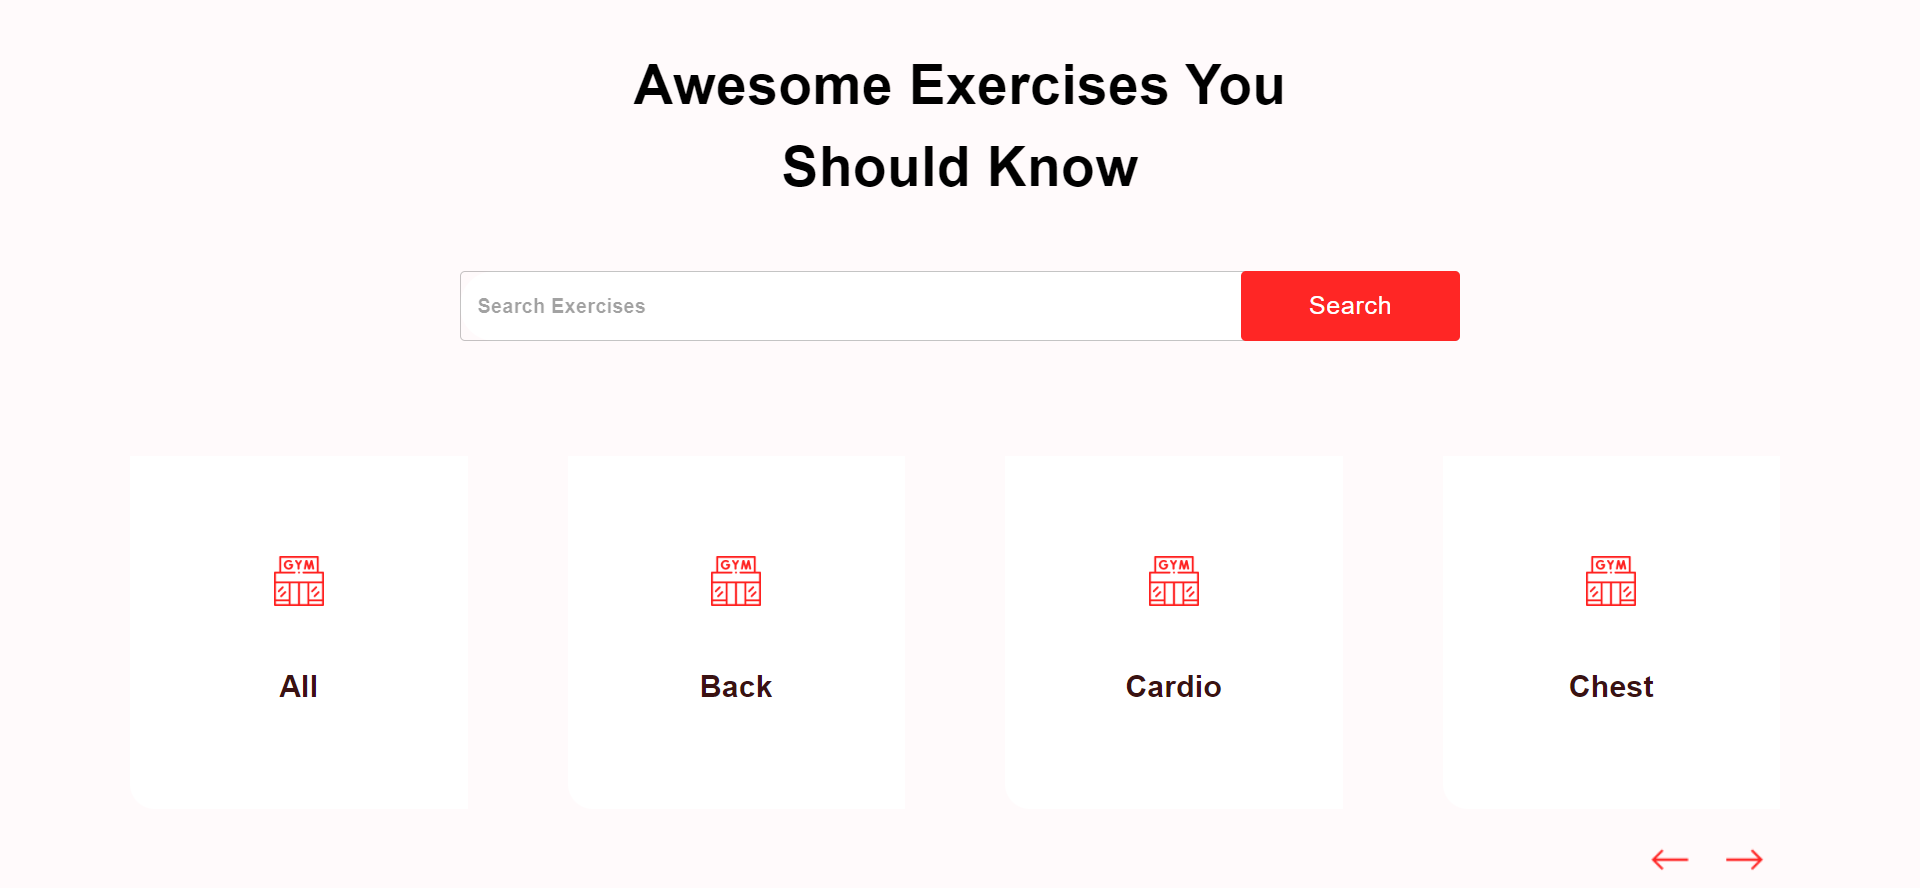 Awesome Exercises You
Should Know
Search Exercises
Search
GYM
GYM
GYM
GYM
All
Back
Cardio
Chest